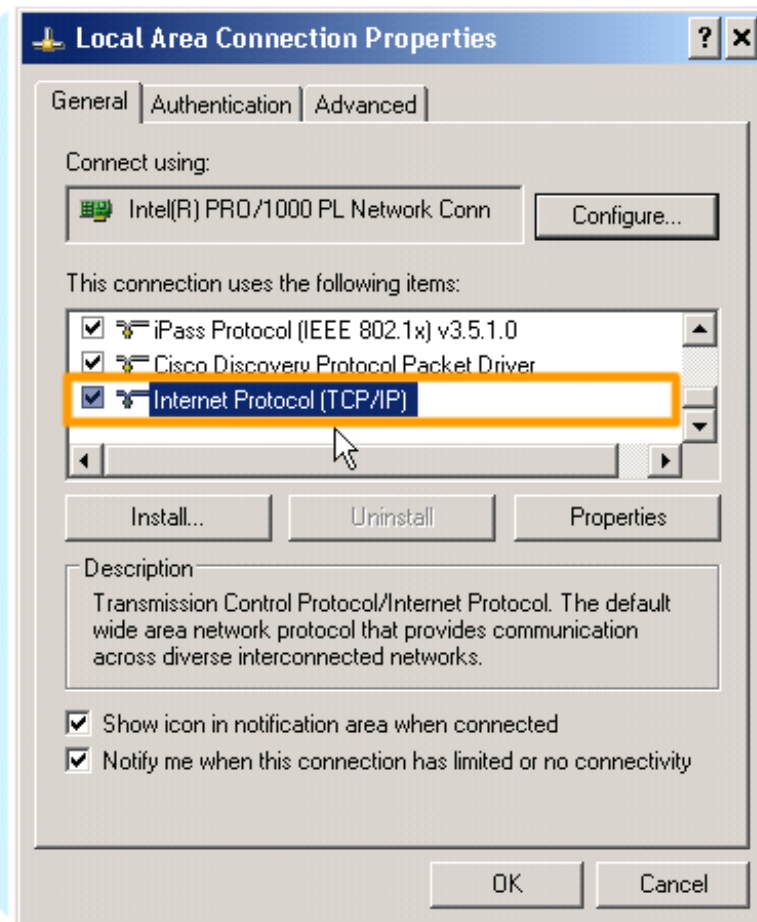 Local Area Connection Properties
General Authentication Advanced
Connect using:
Intel(R) PRO/1000 PL Network Conn Configure...
This connection uses the following items:
iPass Protocol (IEEE 802.1x) v3.5.1.0
Cisco Discovery Protocol Packet Driver
Internet Protocol (TCP/IP)
Install... Uninstall Properties
Description
Transmission Control Protocol/Internet Protocol. The default
wide area network protocol that provides communication
across diverse interconnected networks.
Show icon in notification area when connected
Notify me when this connection has limited or no connectivity
OK Cancel